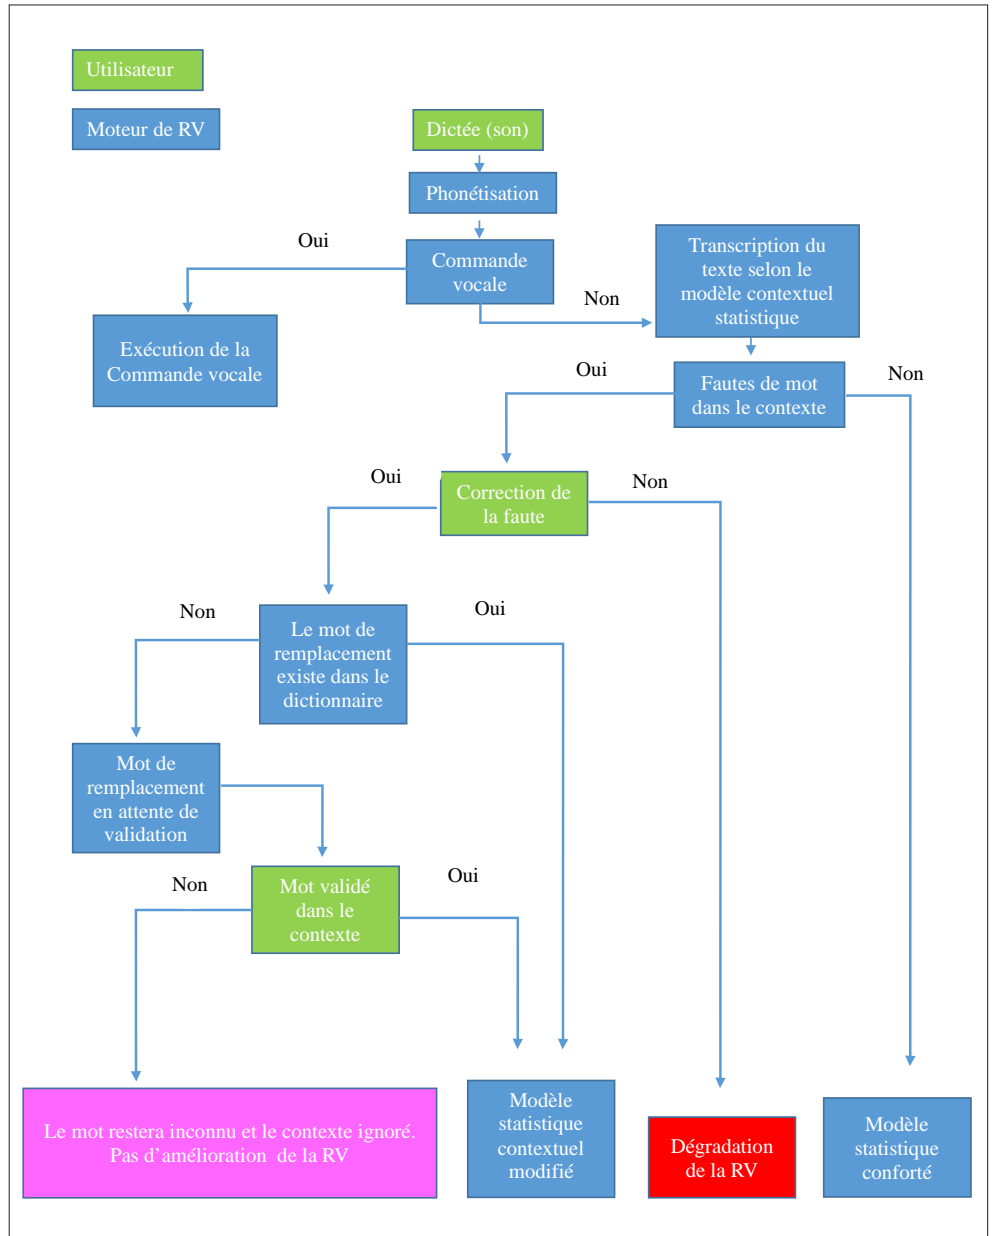 Utilisateur
Moteur de RV
Dictée (son)
Phonétisation
Oui
Commande
vocale
Non
Transcription du
texte selon le
modèle contextuel
statistique
Exécution de la
Commande vocale
Oui
Fautes de mot
dans le contexte
Non
Oui
Correction de
la faute
Non
Non
Le mot de
remplacement
existe dans le
dictionnaire
Oui
Mot de
remplacement
en attente de
validation
Non
Mot validé
dans le
contexte
Oui
Le mot restera inconnu et le contexte ignoré.
Pas d’amélioration de la RV
Modèle
statistique
contextuel
modifié
Dégradation
de la RV
Modèle
statistique
conforté